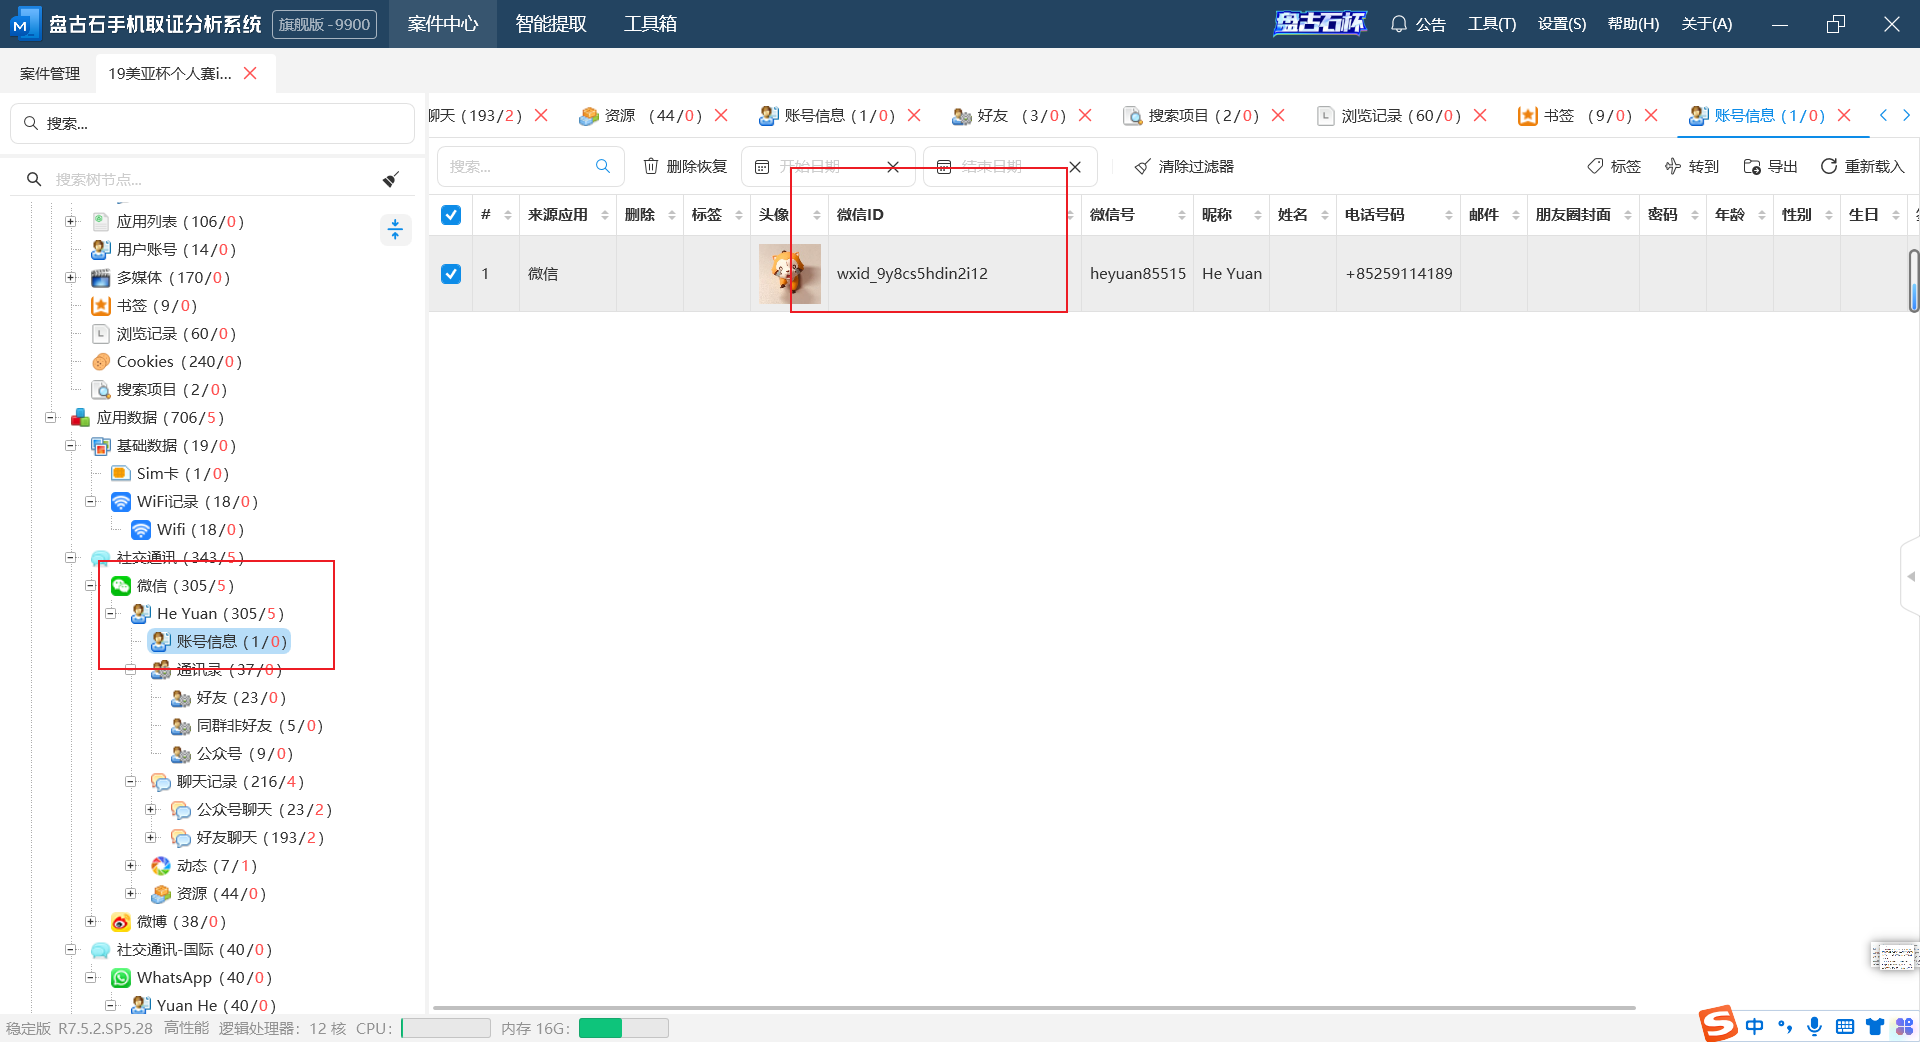 盘古石手机取证分析系统 旗舰版 -9900 案件中心 智能提取 工具箱 盘古石杯 公告 工具(T) 设置(S) 帮助(H) 关于(A)
案件管理 19美亚杯个人赛i...
搜索...
聊天 (193/2) 资源 (44/0) 账号信息 (1/0) 好友 (3/0) 搜索项目 (2/0) 浏览记录 (60/0) 书签 (9/0) 账号信息 (1/0)
搜索... 删除恢复 开始日期 结束日期 清除过滤器 标签 转到 导出 重新载入
搜索树节点...
# 来源应用 删除 标签 头像 微信ID 微信号 昵称 姓名 电话号码 邮件 朋友圈封面 密码 年龄 性别 生日
1 微信 wxid_9y8cs5hdin2i12 heyuan85515 He Yuan +85259114189
应用列表 (106/0)
用户账号 (14/0)
多媒体 (170/0)
书签 (9/0)
浏览记录 (60/0)
Cookies (240/0)
搜索项目 (2/0)
应用数据 (706/5)
基础数据 (19/0)
Sim卡 (1/0)
WiFi记录 (18/0)
Wifi (18/0)
社交通讯 (343/5)
微信 (305/5)
He Yuan (305/5)
账号信息 (1/0)
通讯录 (37/0)
好友 (23/0)
同群非好友 (5/0)
公众号 (9/0)
聊天记录 (216/4)
公众号聊天 (23/2)
好友聊天 (193/2)
动态 (7/1)
资源 (44/0)
微博 (38/0)
社交通讯-国际 (40/0)
WhatsApp (40/0)
Yuan He (40/0)
稳定版 R7.5.2.SP5.28 高性能 逻辑处理器: 12 核 CPU: 内存 16G: 中